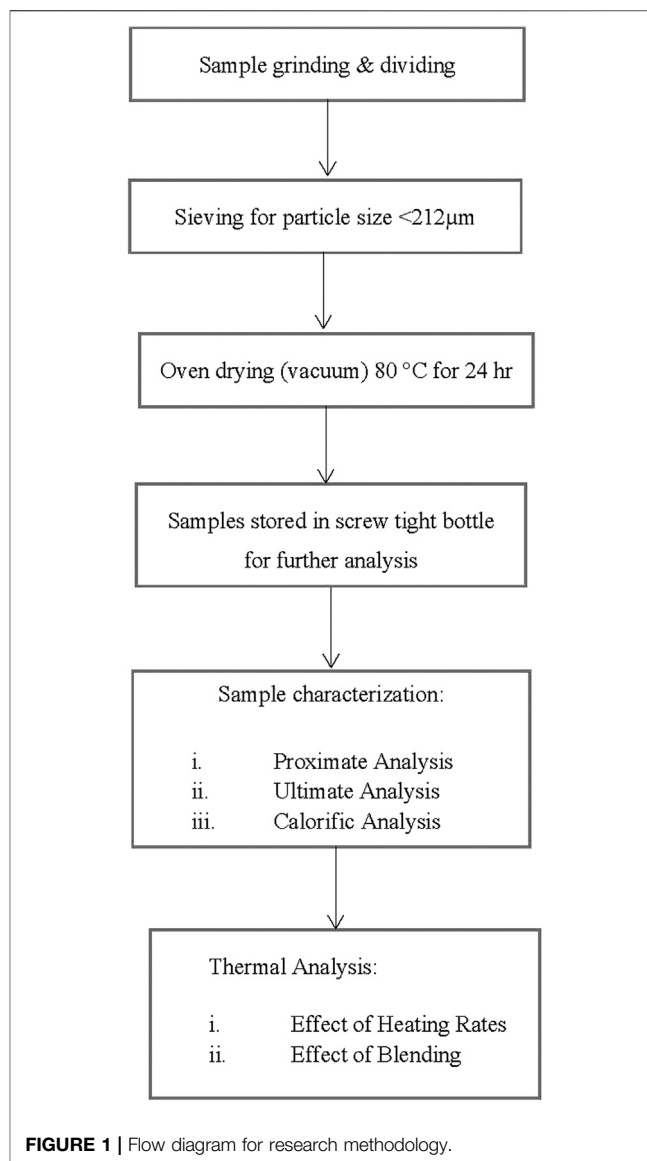 Sample grinding & dividing
Sieving for particle size <212µm
Oven drying (vacuum) 80 °C for 24 hr
Samples stored in screw tight bottle
for further analysis
Sample characterization:
i. Proximate Analysis
ii. Ultimate Analysis
iii. Calorific Analysis
Thermal Analysis:
i. Effect of Heating Rates
ii. Effect of Blending
FIGURE 1 | Flow diagram for research methodology.